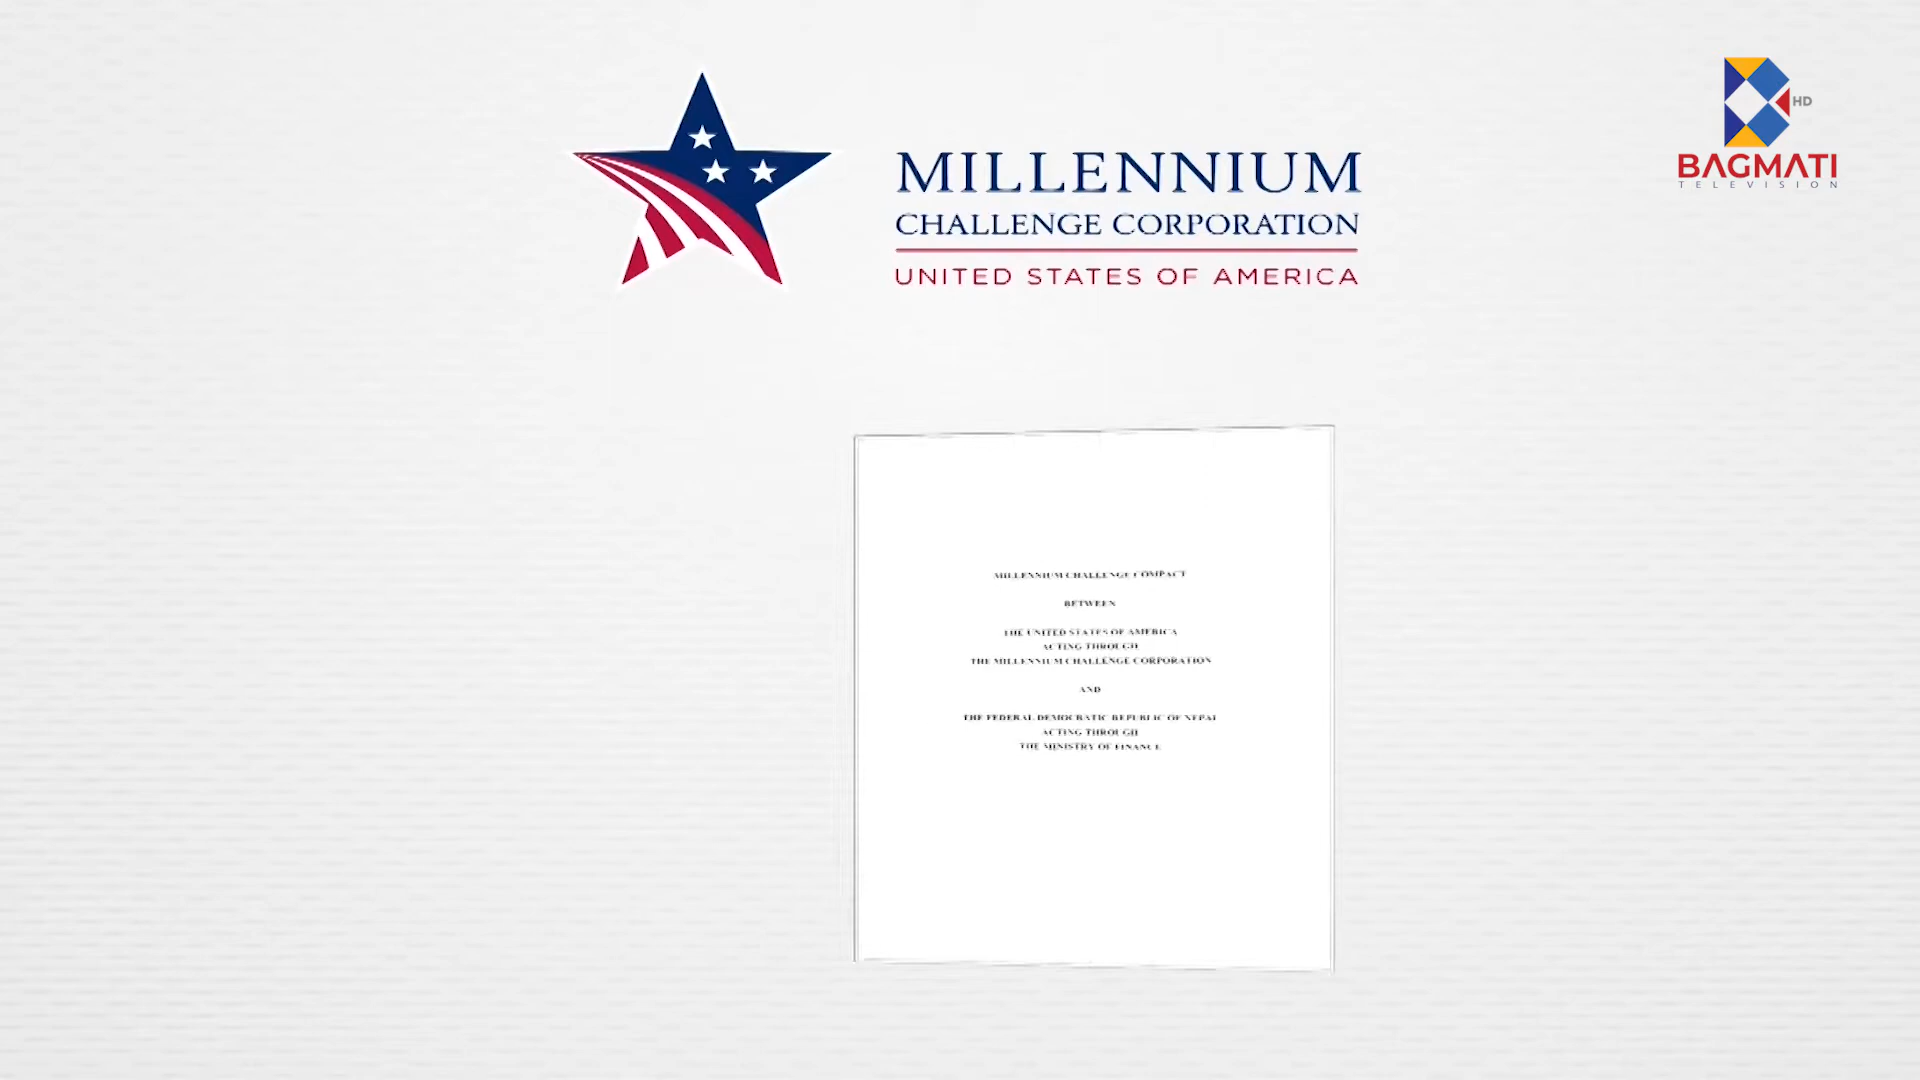 MILLENNIUM
CHALLENGE CORPORATION
UNITED STATES OF AMERICA
HD
BAGMATI
TELEVISION
MILLENNIUM CHALLENGE COMPACT
BETWEEN
THE UNITED STATES OF AMERICA
ACTING THROUGH
THE MILLENNIUM CHALLENGE CORPORATION
AND
THE FEDERAL DEMOCRATIC REPUBLIC OF NEPAL
ACTING THROUGH
THE MINISTRY OF FINANCE